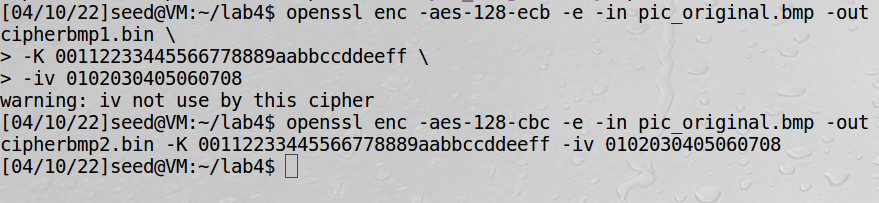 [04/10/22]seed@VM:~/lab4$ openssl enc -aes-128-ecb -e -in pic_original.bmp -out
cipherbmp1.bin \
> -K 00112233445566778889aabbccddeeff \
> -iv 0102030405060708
warning: iv not use by this cipher
[04/10/22]seed@VM:~/lab4$ openssl enc -aes-128-cbc -e -in pic_original.bmp -out
cipherbmp2.bin -K 00112233445566778889aabbccddeeff -iv 0102030405060708
[04/10/22]seed@VM:~/lab4$